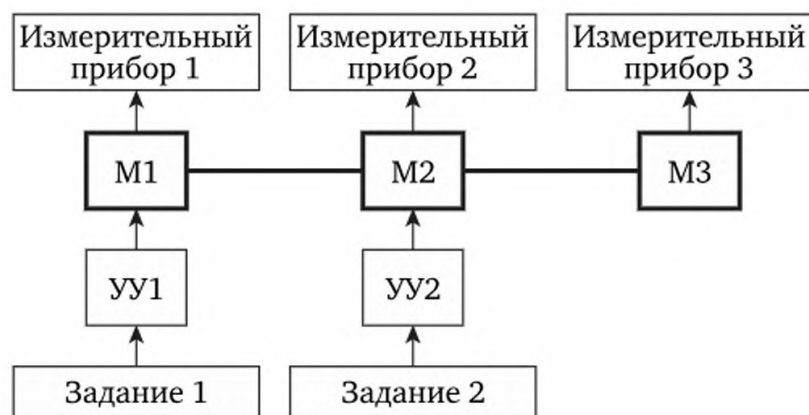 Измерительный
прибор 1
Измерительный
прибор 2
Измерительный
прибор 3
М1
М2
М3
УУ1
УУ2
Задание 1
Задание 2